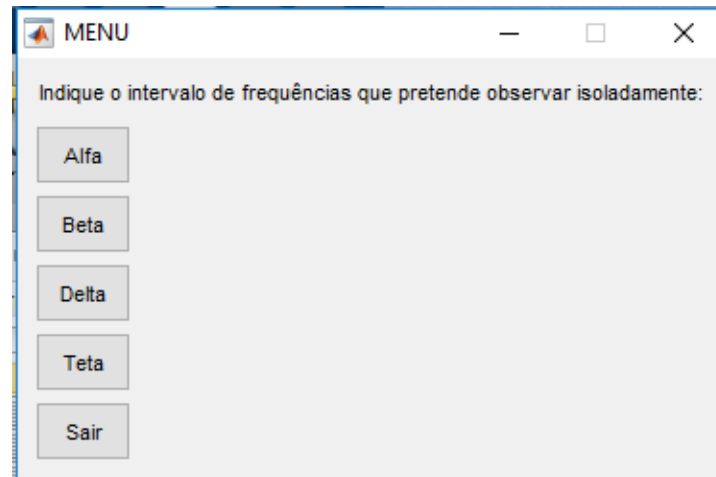 MENU
Indique o intervalo de frequências que pretende observar isoladamente:
Alfa
Beta
Delta
Teta
Sair